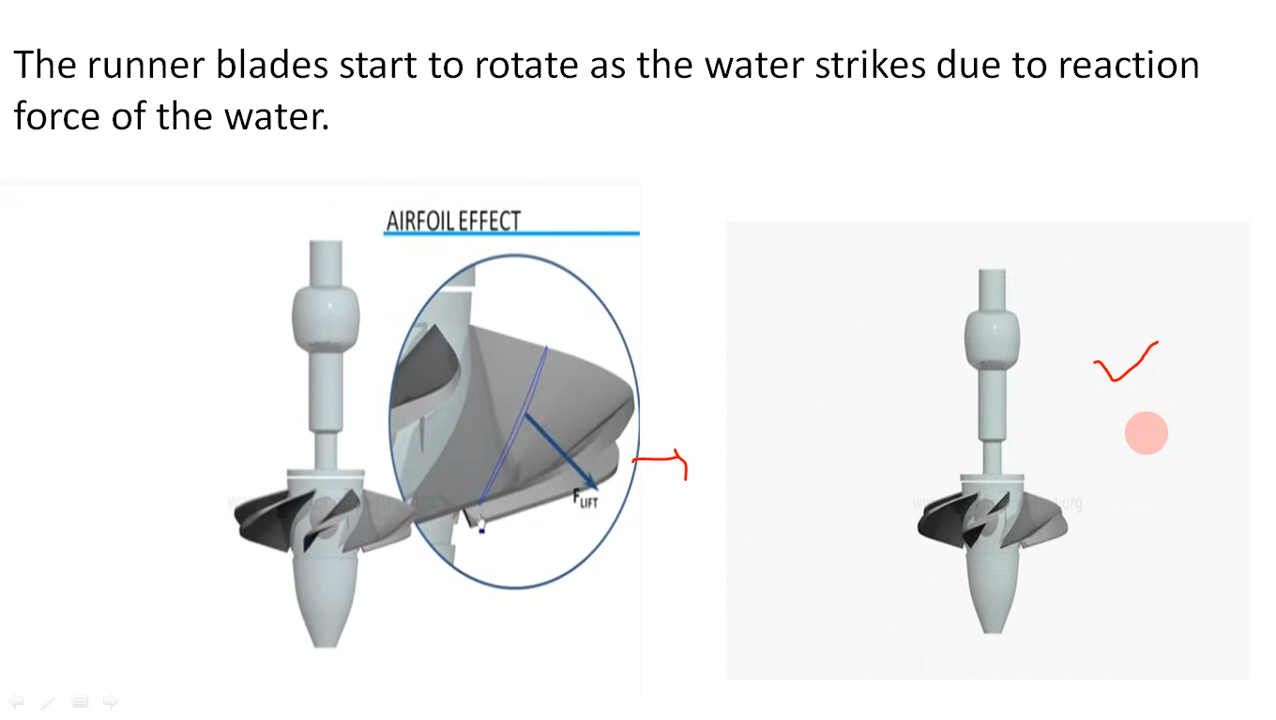 The runner blades start to rotate as the water strikes due to reaction
force of the water.
AIRFOIL EFFECT
FLIFT